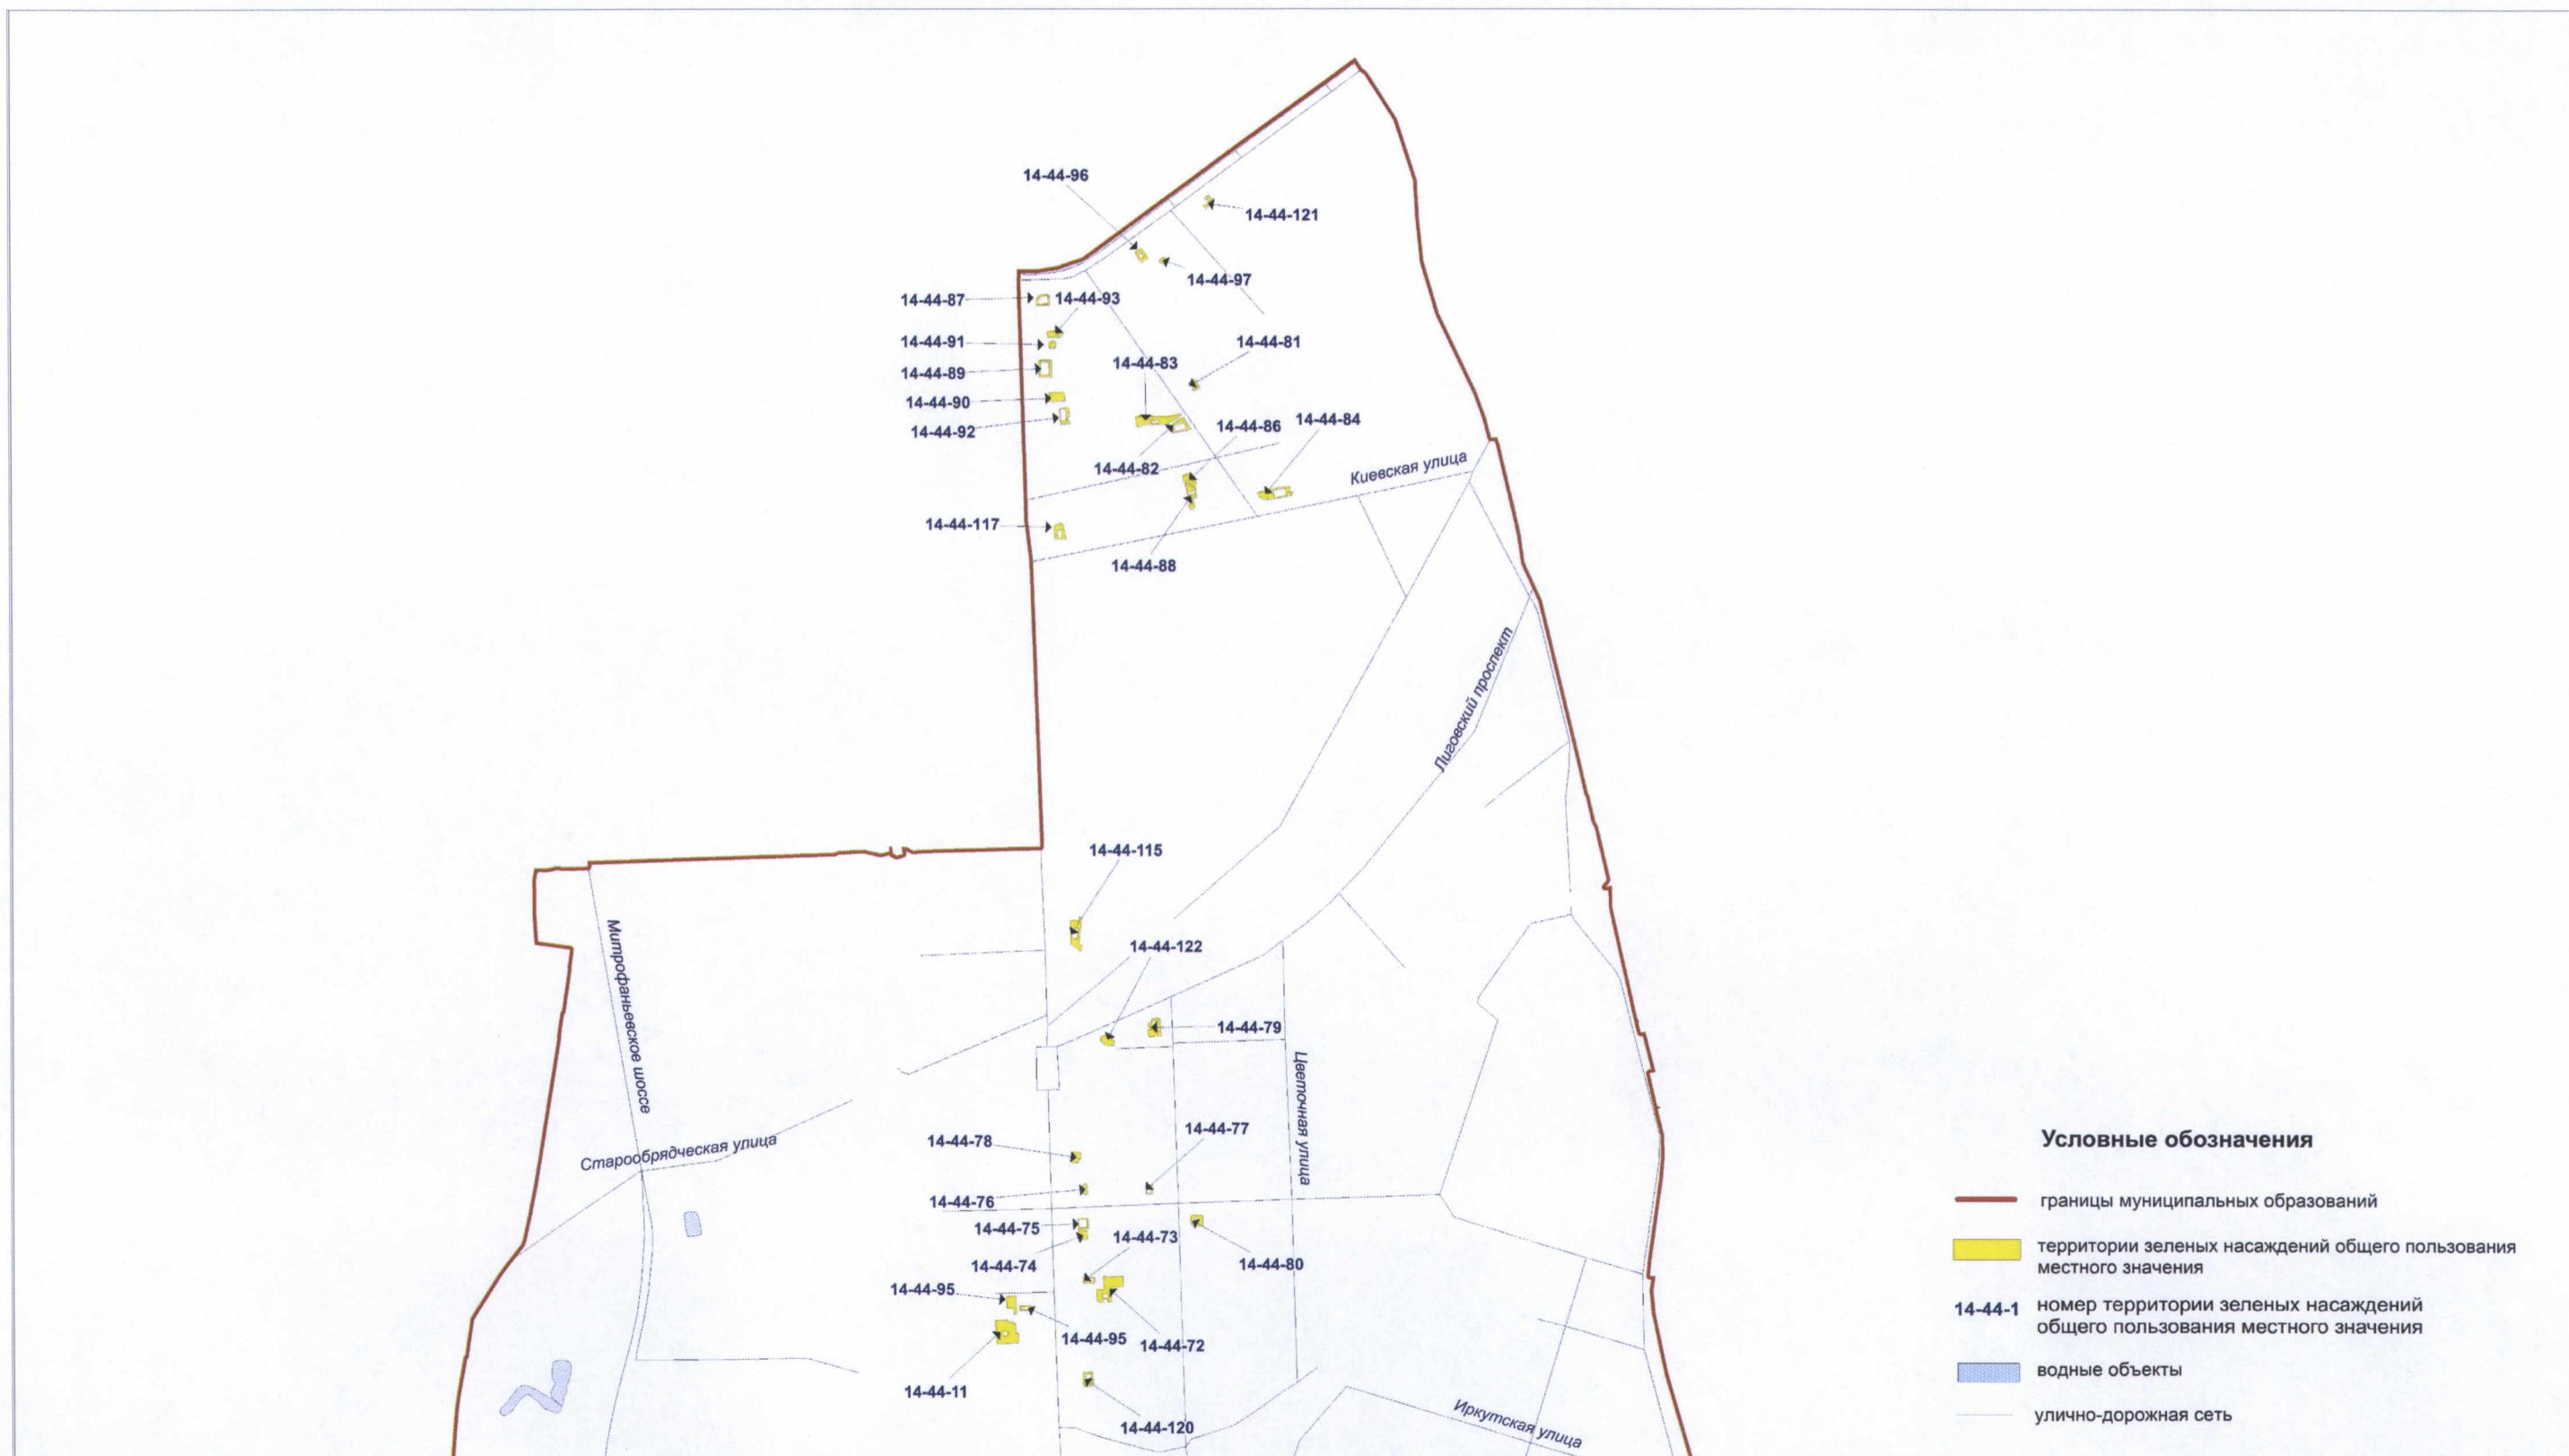 14-44-96
14-44-121
14-44-97
14-44-87
14-44-93
14-44-91
14-44-81
14-44-83
14-44-89
14-44-90
14-44-84
14-44-86
14-44-92
14-44-82
Киевская улица
14-44-117
14-44-88
Лиговский проспект
14-44-115
14-44-122
Митрофаньевское шоссе
14-44-79
Цветочная улица
14-44-77
14-44-78
Старообрядческая улица
14-44-76
14-44-75
14-44-73
14-44-74
14-44-80
14-44-95
14-44-95
14-44-72
14-44-11
14-44-120
Иркутская улица
Условные обозначения
границы муниципальных образований
территории зеленых насаждений общего пользования
местного значения
14-44-1 номер территории зеленых насаждений
общего пользования местного значения
водные объекты
улично-дорожная сеть